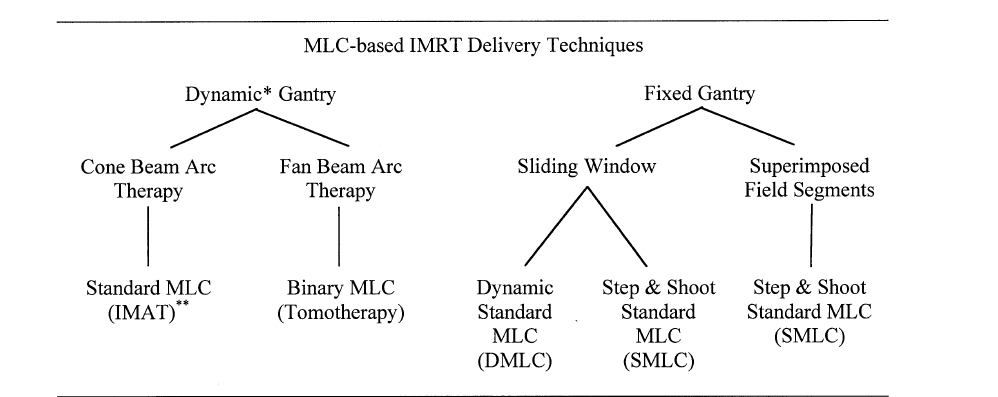 MLC-based IMRT Delivery Techniques
Dynamic* Gantry
Fixed Gantry
Cone Beam Arc
Therapy
Fan Beam Arc
Therapy
Sliding Window
Superimposed
Field Segments
Standard MLC
(IMAT)**
Binary MLC
(Tomotherapy)
Dynamic
Standard
MLC
(DMLC)
Step & Shoot
Standard
MLC
(SMLC)
Step & Shoot
Standard MLC
(SMLC)